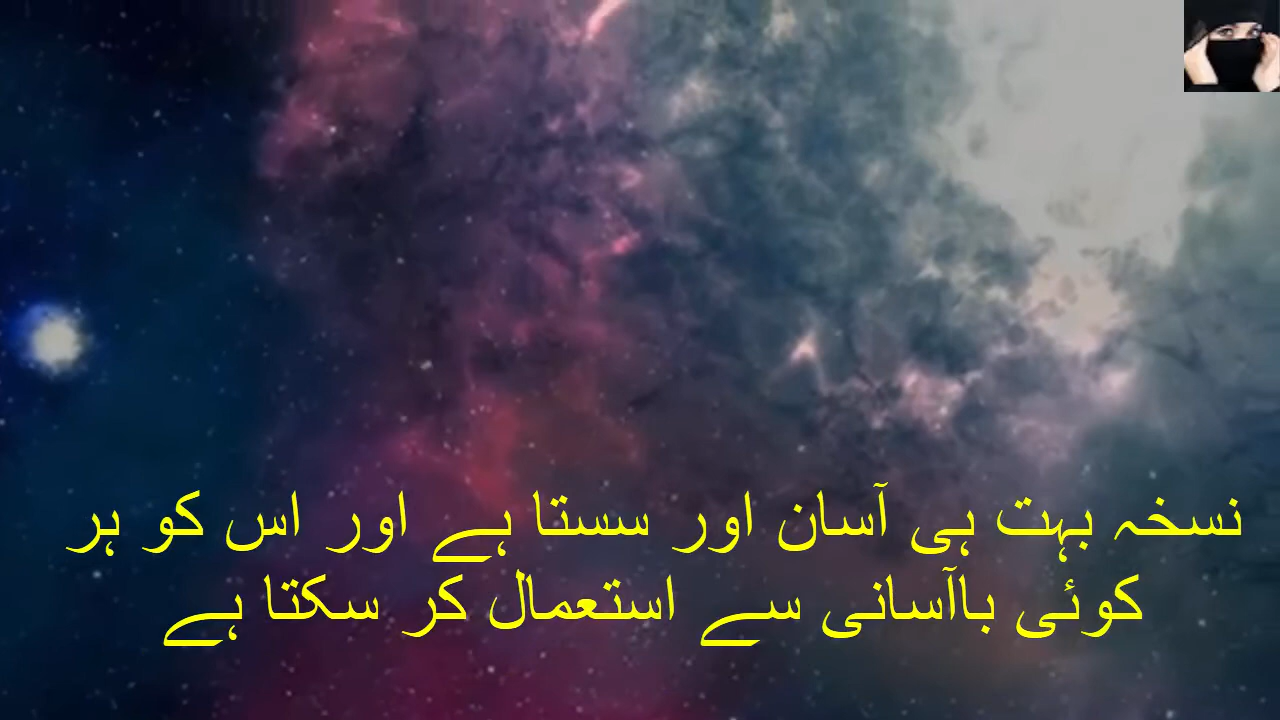 نسخہ بہت ہی آسان اور سستا ہے اور اس کو ہر
کوئی باآسانی سے استعمال کر سکتا ہے